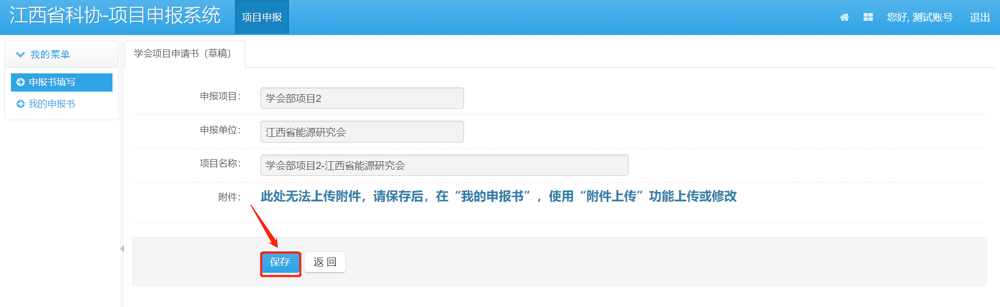 江西省科协-项目申报系统 项目申报 您好, 测试账号 退出
我的菜单
申报书填写
我的申报书
学会项目申请书（草稿）
申报项目： 学会部项目2
申报单位： 江西省能源研究会
项目名称： 学会部项目2-江西省能源研究会
附件： 此处无法上传附件，请保存后，在“我的申报书”，使用“附件上传”功能上传或修改
保存 返 回